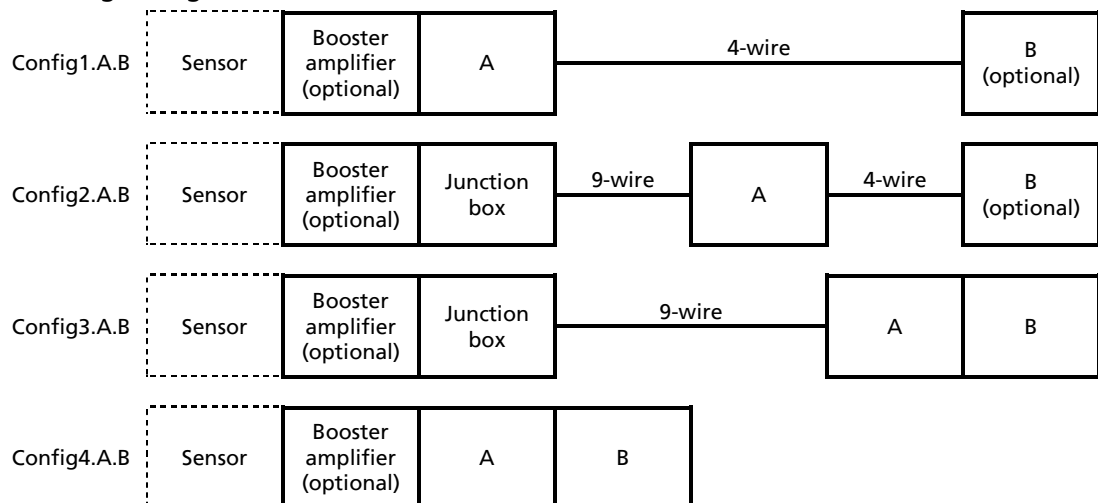 Config1.A.B
Sensor
Booster
amplifier
(optional)
A
4-wire
B
(optional)
Config2.A.B
Sensor
Booster
amplifier
(optional)
Junction
box
9-wire
A
4-wire
B
(optional)
Config3.A.B
Sensor
Booster
amplifier
(optional)
Junction
box
9-wire
A
B
Config4.A.B
Sensor
Booster
amplifier
(optional)
A
B